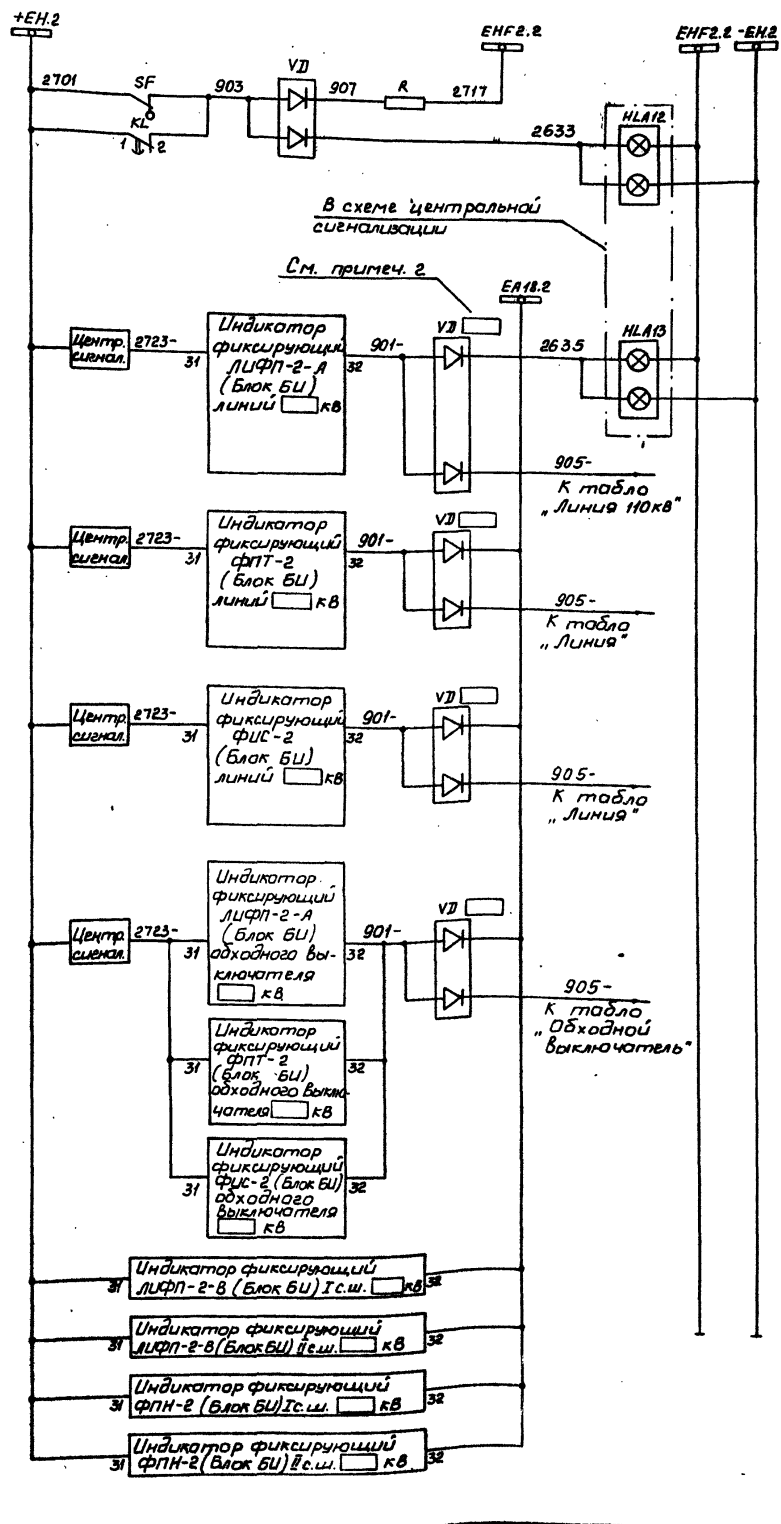 +EH.2
EHF2.2
EHF2.2 -EH.2
2701
SF
903
VD
907
R
2717
KL
1
2
2633
HLA12
В схеме центральной
сигнализации
См. примеч. 2
EA18.2
Центр.
сигнал.
2723-
31
Индикатор
фиксирующий
ЛИФП-2-А
(Блок БИ)
линий кВ
901-
32
VD
2635
HLA13
905-
К табло
„Линия 110кВ"
Центр.
сигнал.
2723-
31
Индикатор
фиксирующий
ФПТ-2
(Блок БИ)
линий кВ
901-
32
VD
905-
К табло
„Линия"
Центр.
сигнал.
2723-
31
Индикатор
фиксирующий
ФИС-2
(Блок БИ)
линий кВ
901-
32
VD
905-
К табло
„Линия"
Центр.
сигнал.
2723-
31
Индикатор
фиксирующий
ЛИФП-2-А
(Блок БИ)
обходного вы-
ключателя
кВ
901-
32
VD
905-
К табло
„Обходной
выключатель"
31
Индикатор
фиксирующий
ФПТ-2
(Блок БИ)
обходного выклю-
чателя кВ
32
31
Индикатор
фиксирующий
ФИС-2 (Блок БИ)
обходного
выключателя
кВ
32
31
Индикатор фиксирующий
ЛИФП-2-В (Блок БИ) I с.ш. кВ
32
31
Индикатор фиксирующий
ЛИФП-2-В (Блок БИ) II с.ш. кВ
32
31
Индикатор фиксирующий
ФПН-2 (Блок БИ) I с.ш. кВ
32
31
Индикатор фиксирующий
ФПН-2 (Блок БИ) II с.ш. кВ
32